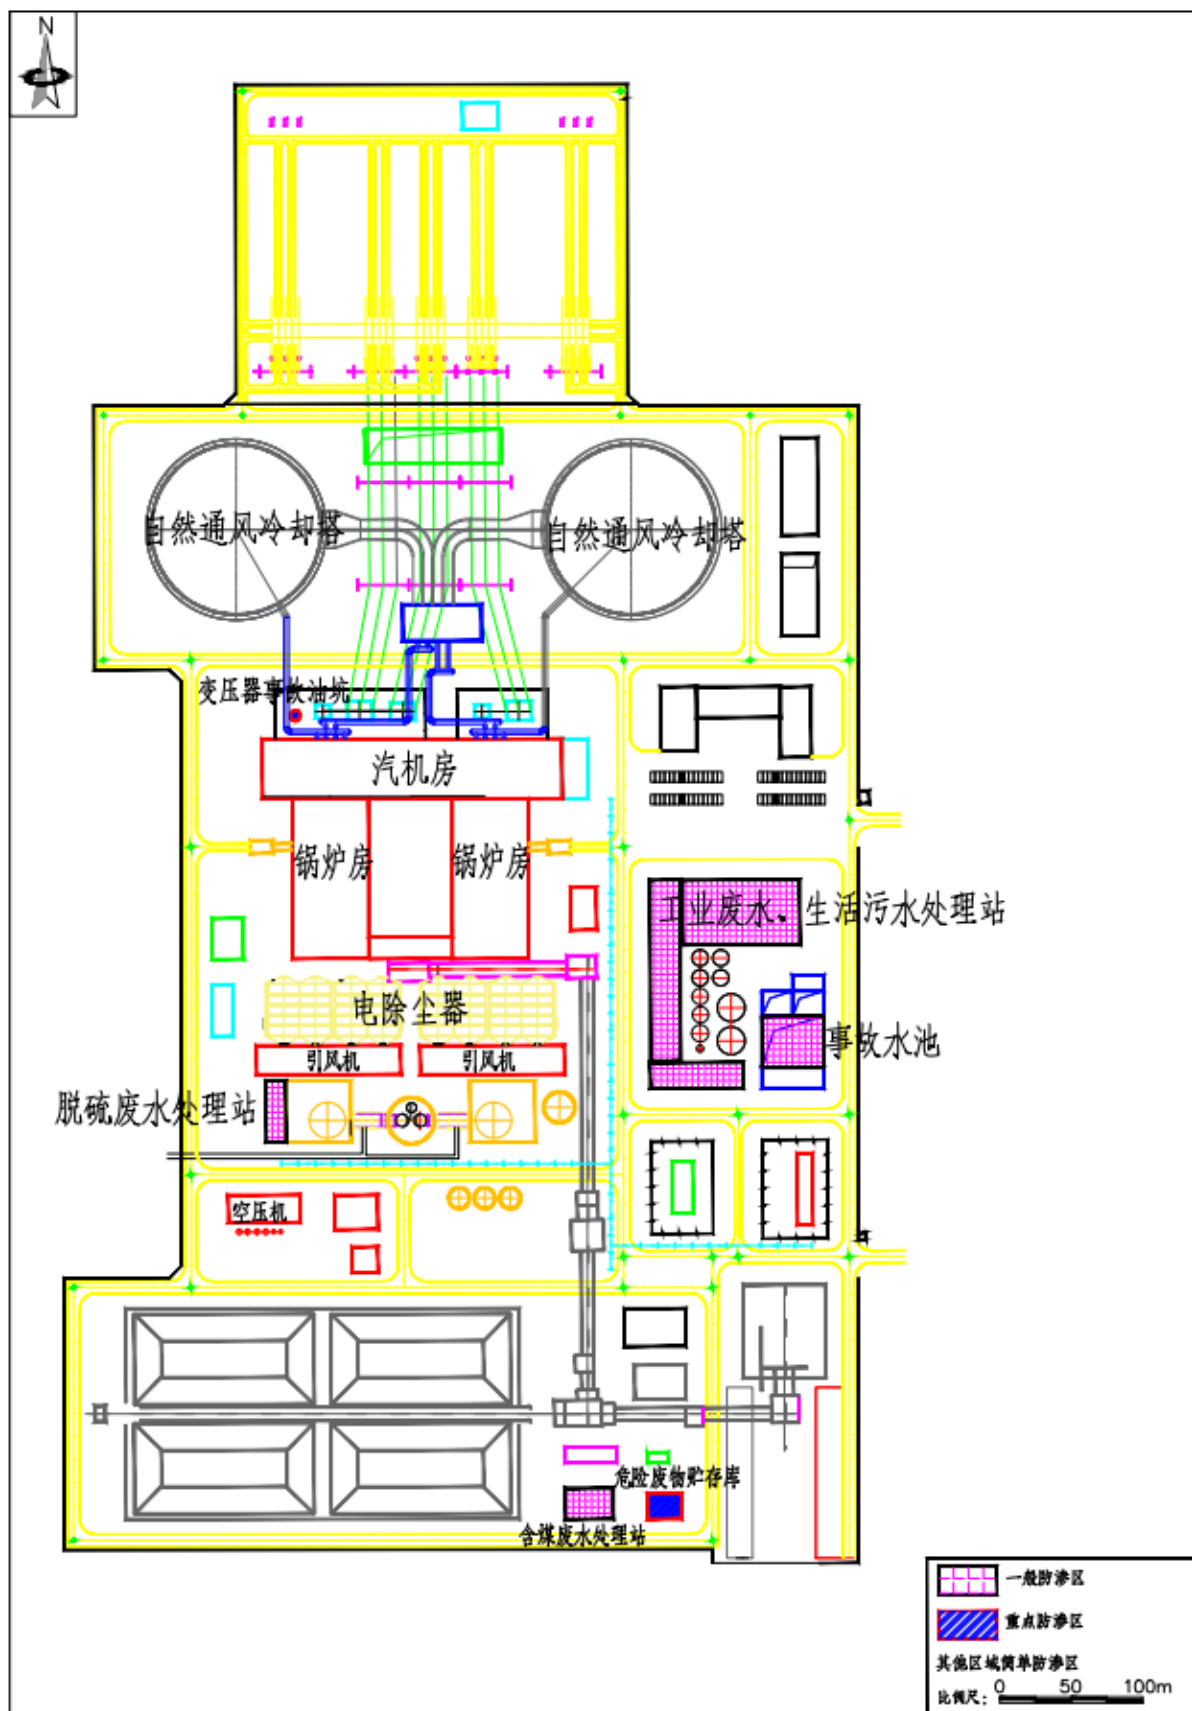 N
自然通风冷却塔
自然通风冷却塔
变压器事故油坑
汽机房
锅炉房
锅炉房
工业废水、生活污水处理站
电除尘器
事故水池
引风机
引风机
脱硫废水处理站
空压机
危险废物贮存库
含煤废水处理站
一般防渗区
重点防渗区
其他区域简单防渗区
比例尺: 0 50 100m